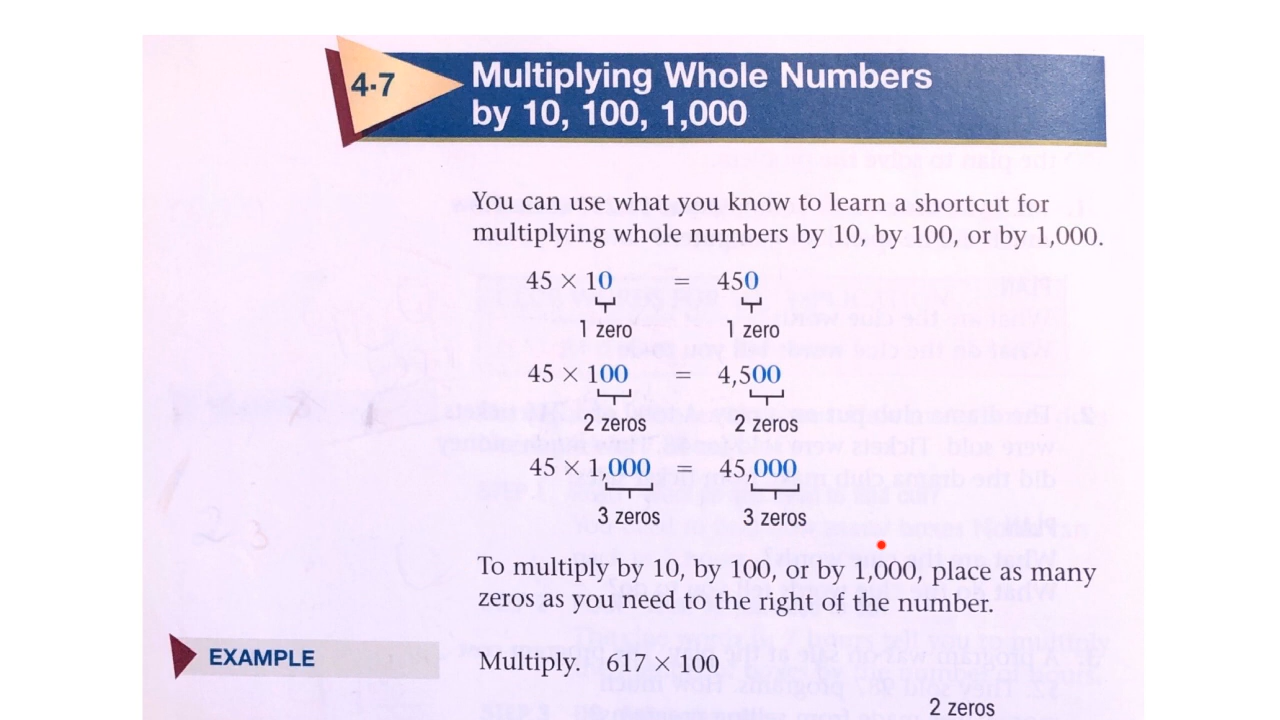 4·7
Multiplying Whole Numbers
by 10, 100, 1,000
You can use what you know to learn a shortcut for
multiplying whole numbers by 10, by 100, or by 1,000.
45 × 10 = 450
1 zero 1 zero
45 × 100 = 4,500
2 zeros 2 zeros
45 × 1,000 = 45,000
3 zeros 3 zeros
To multiply by 10, by 100, or by 1,000, place as many
zeros as you need to the right of the number.
EXAMPLE
Multiply. 617 × 100
2 zeros